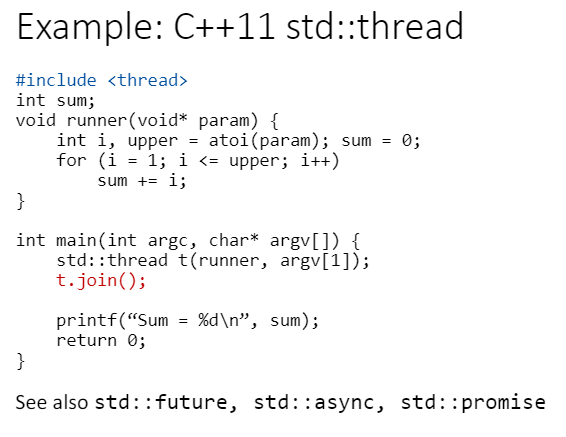 Example: C++11 std::thread
#include <thread>
int sum;
void runner(void* param) {
    int i, upper = atoi(param); sum = 0;
    for (i = 1; i <= upper; i++)
        sum += i;
}
int main(int argc, char* argv[]) {
    std::thread t(runner, argv[1]);
    t.join();
    printf(“Sum = %d\n”, sum);
    return 0;
}
See also std::future, std::async, std::promise